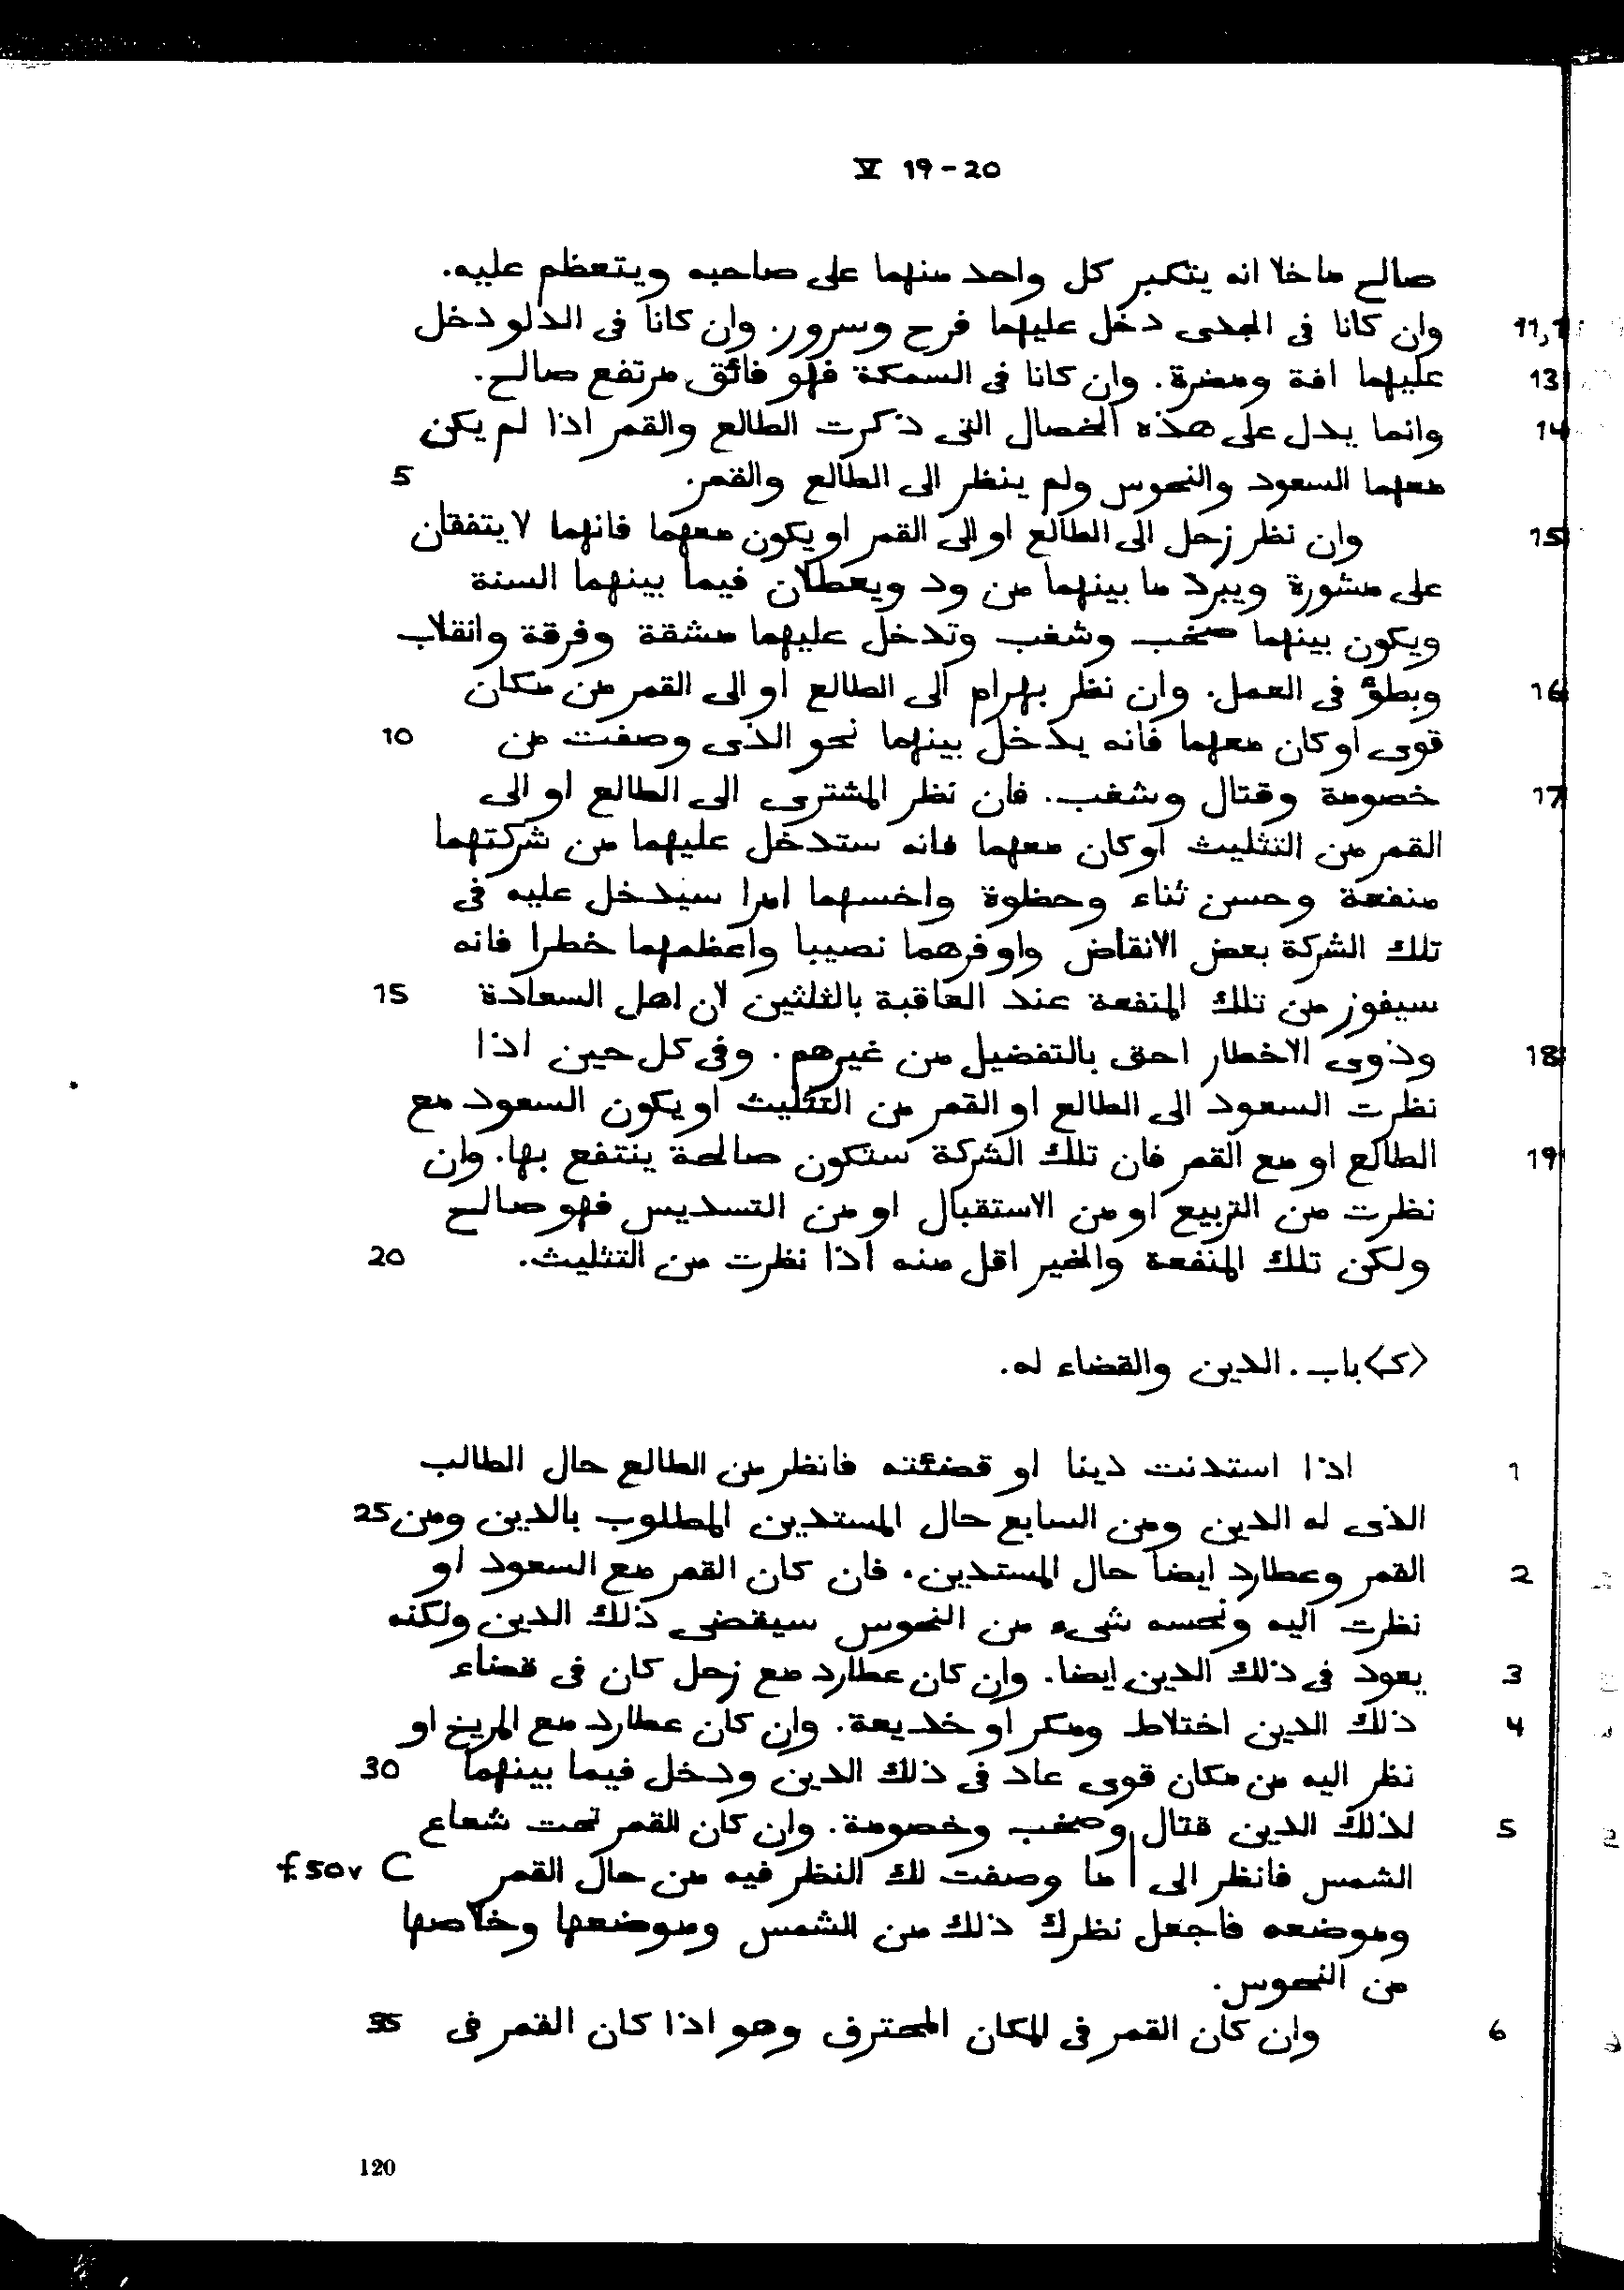 V 19-20
صالح ماخلا انه يتكبر كل واحد منهما على صاحبه ويتعظم عليه.
11,1 وان كانا فى الجدى دخل عليهما فرح وسرور. وان كانا فى الدلو دخل
13 عليهما افة ومضرة. وان كانا فى السمكة فهو فائق مرتفع صالح.
14 وانما يدل على هذه الخصال التى ذكرت الطالع والقمر اذا لم يكن
معهما السعود والنحوس ولم ينظر الى الطالع والقمر. 5
15 وان نظر زحل الى الطالع او الى القمر او يكون معهما فانهما لا يتفقان
على مشورة ويبرد ما بينهما من ود ويعطلان فيما بينهما السنة
ويكون بينهما صخب وشغب وتدخل عليهما مشقة وفرقة وانقلاب
16 وبطؤ فى العمل. وان نظر بهرام الى الطالع او الى القمر من مكان
قوى او كان معهما فانه يدخل بينهما نحو الذى وصفت من 10
17 خصومة وقتال وشغب. فان نظر المشترى الى الطالع او الى
القمر من التثليث اوكان معهما فانه ستدخل عليهما من شركتهما
منفعة وحسن ثناء وحظوة واخسهما امرا سيدخل عليه فى
تلك الشركة بعض الانقاض واوفرهما نصيبا واعظمهما خطرا فانه
سيفوز من تلك المنفعة عند العاقبة بالثلثين لان اهل السعادة 15
18 وذوى الاخطار احق بالتفضيل من غيرهم. وفى كل حين اذا
نظرت السعود الى الطالع او القمر من التثليث او يكون السعود مع
19 الطالع او مع القمر فان تلك الشركة ستكون صالحة ينتفع بها. وان
نظرت من التربيع او من الاستقبال او من التسديس فهو صالح
ولكن تلك المنفعة والخير اقل منه اذا نظرت من التثليث. 20
<ك>باب. الدين والقضاء له.
1 اذا استدنت دينا او قضئته فانظر من الطالع حال الطالب
الذى له الدين ومن السابع حال المستدين المطلوب بالدين ومن 25
2 القمر وعطارد ايضا حال المستدين. فان كان القمر مع السعود او
نظرت اليه ونحسه شىء من النحوس سيقضى ذلك الدين ولكنه
3 يعود فى ذلك الدين ايضا. وان كان عطارد مع زحل كان فى قضاء
4 ذلك الدين اختلاط ومكر او خديعة. وان كان عطارد مع المريخ او
نظر اليه من مكان قوى عاد فى ذلك الدين ودخل فيما بينهما 30
5 لذلك الدين قتال وصخب وخصومة. وان كان القمر تحت شعاع
الشمس فانظر الى | ما وصفت لك النظر فيه من حال القمر f.50v C
وموضعه فاجعل نظرك ذلك من الشمس وموضعها وخلاصها
من النحوس.
6 وان كان القمر فى المكان المحترف وهو اذا كان القمر فى 35
120